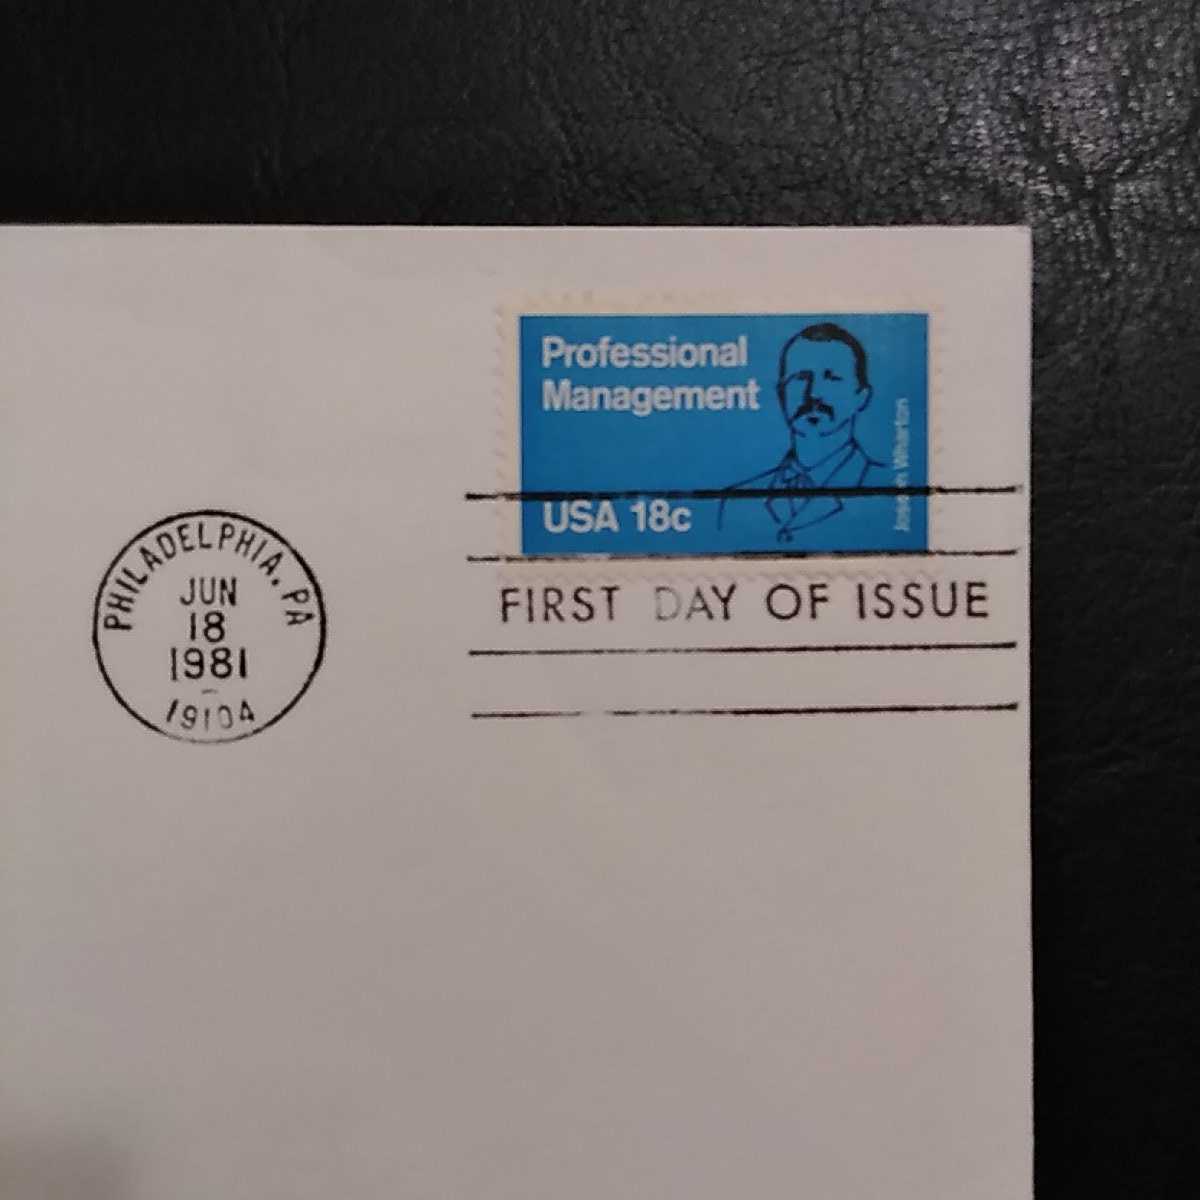 Professional
Management
Joseph Wharton
USA 18c
PHILADELPHIA, PA
JUN
18
1981
19104
FIRST DAY OF ISSUE